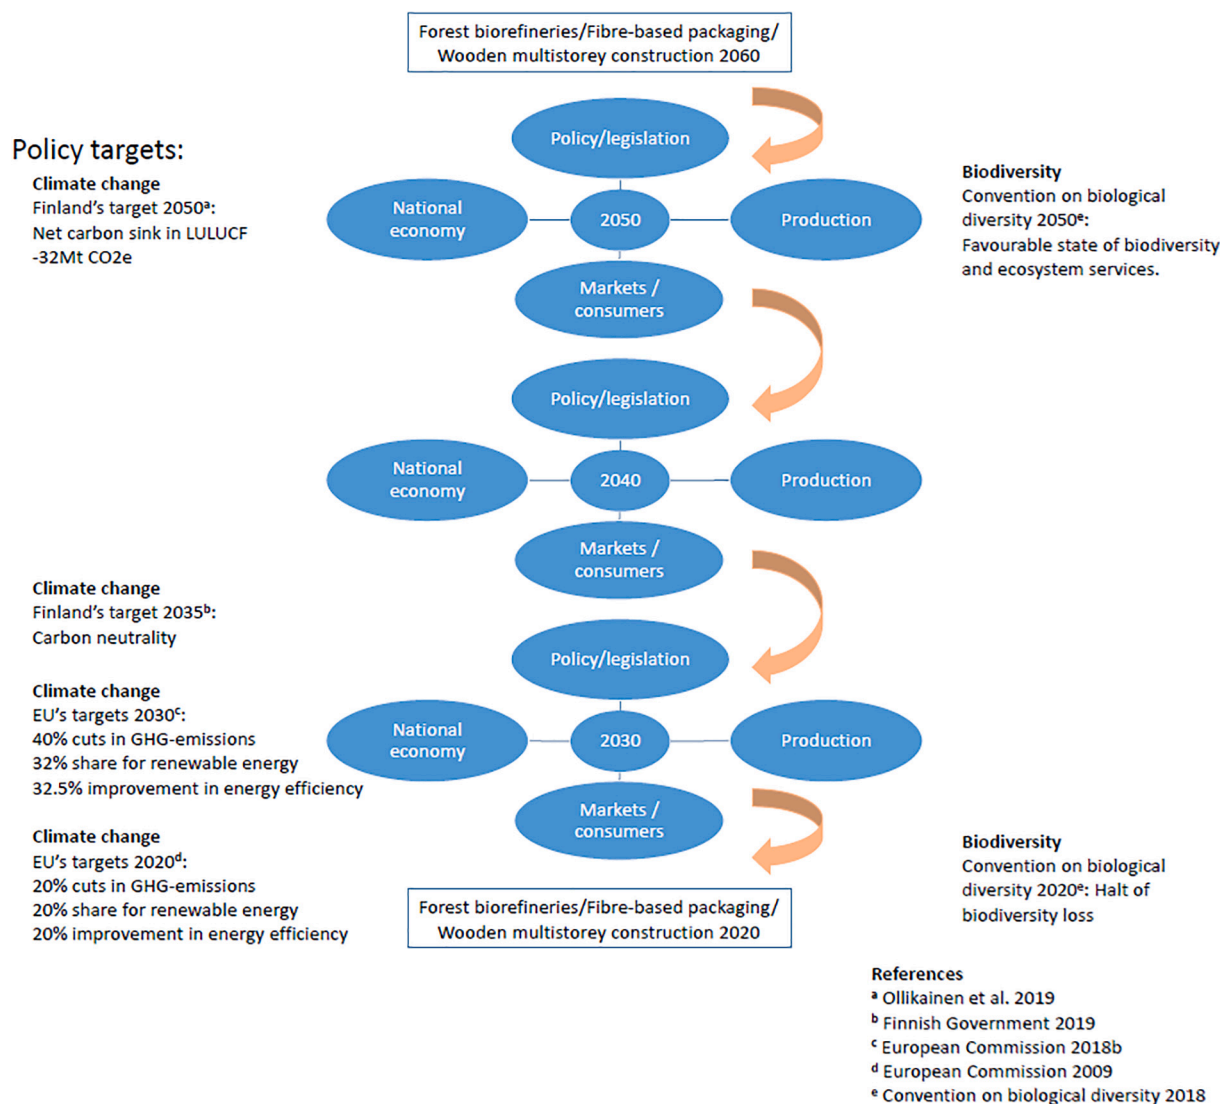 Forest biorefineries/Fibre-based packaging/
Wooden multistorey construction 2060
Policy/legislation
Policy targets:
Climate change
Finland's target 2050ᵃ:
Net carbon sink in LULUCF
-32Mt CO2e
National
economy
2050
Production
Biodiversity
Convention on biological
diversity 2050ᵉ:
Favourable state of biodiversity
and ecosystem services.
Markets /
consumers
Policy/legislation
National
economy
2040
Production
Markets /
consumers
Climate change
Finland's target 2035ᵇ:
Carbon neutrality
Policy/legislation
Climate change
EU's targets 2030ᶜ:
40% cuts in GHG-emissions
32% share for renewable energy
32.5% improvement in energy efficiency
National
economy
2030
Production
Markets /
consumers
Climate change
EU's targets 2020ᵈ:
20% cuts in GHG-emissions
20% share for renewable energy
20% improvement in energy efficiency
Biodiversity
Convention on biological
diversity 2020ᵉ: Halt of
biodiversity loss
Forest biorefineries/Fibre-based packaging/
Wooden multistorey construction 2020
References
ᵃ Ollikainen et al. 2019
ᵇ Finnish Government 2019
ᶜ European Commission 2018b
ᵈ European Commission 2009
ᵉ Convention on biological diversity 2018